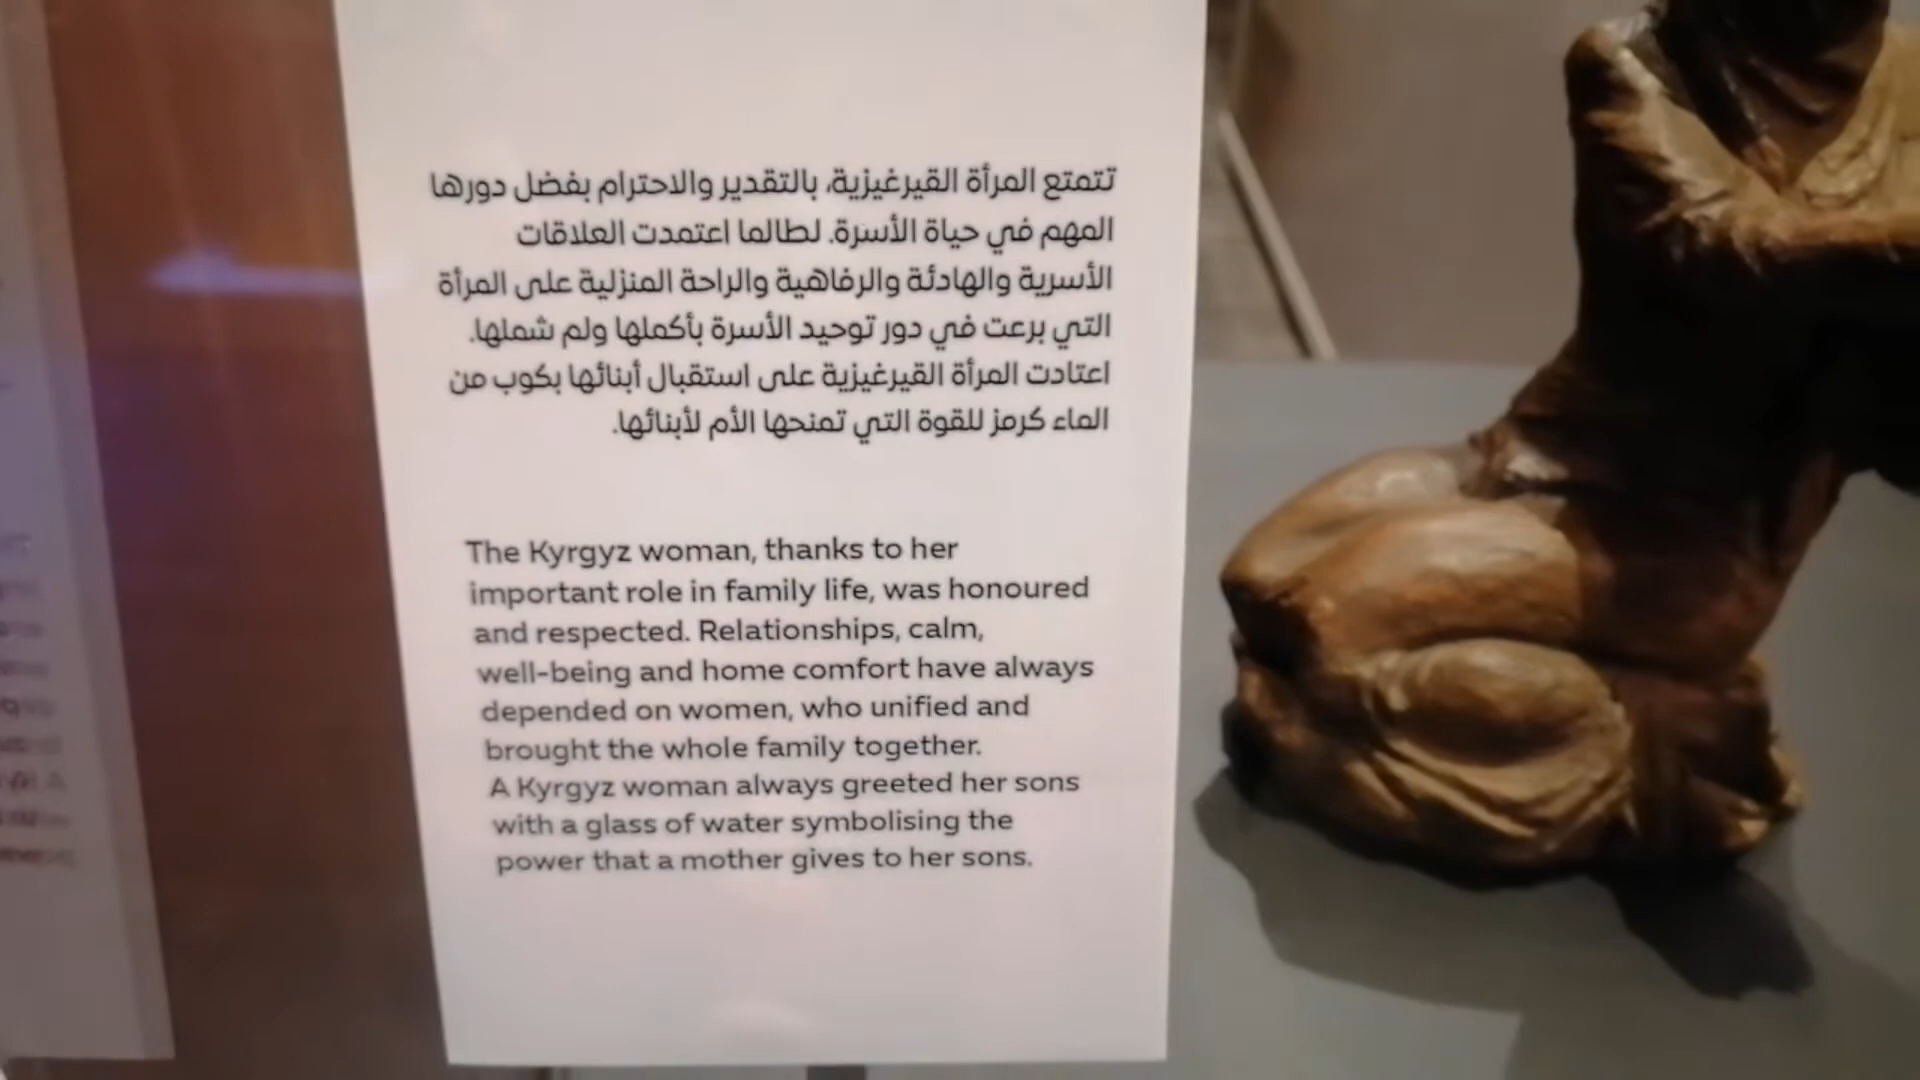 تتمتع المرأة القيرغيزية، بالتقدير والاحترام بفضل دورها
المهم في حياة الأسرة. لطالما اعتمدت العلاقات
الأسرية والهادئة والرفاهية والراحة المنزلية على المرأة
التي برعت في دور توحيد الأسرة بأكملها ولم شملها.
اعتادت المرأة القيرغيزية على استقبال أبنائها بكوب من
الماء كرمز للقوة التي تمنحها الأم لأبنائها.
The Kyrgyz woman, thanks to her
important role in family life, was honoured
and respected. Relationships, calm,
well-being and home comfort have always
depended on women, who unified and
brought the whole family together.
A Kyrgyz woman always greeted her sons
with a glass of water symbolising the
power that a mother gives to her sons.